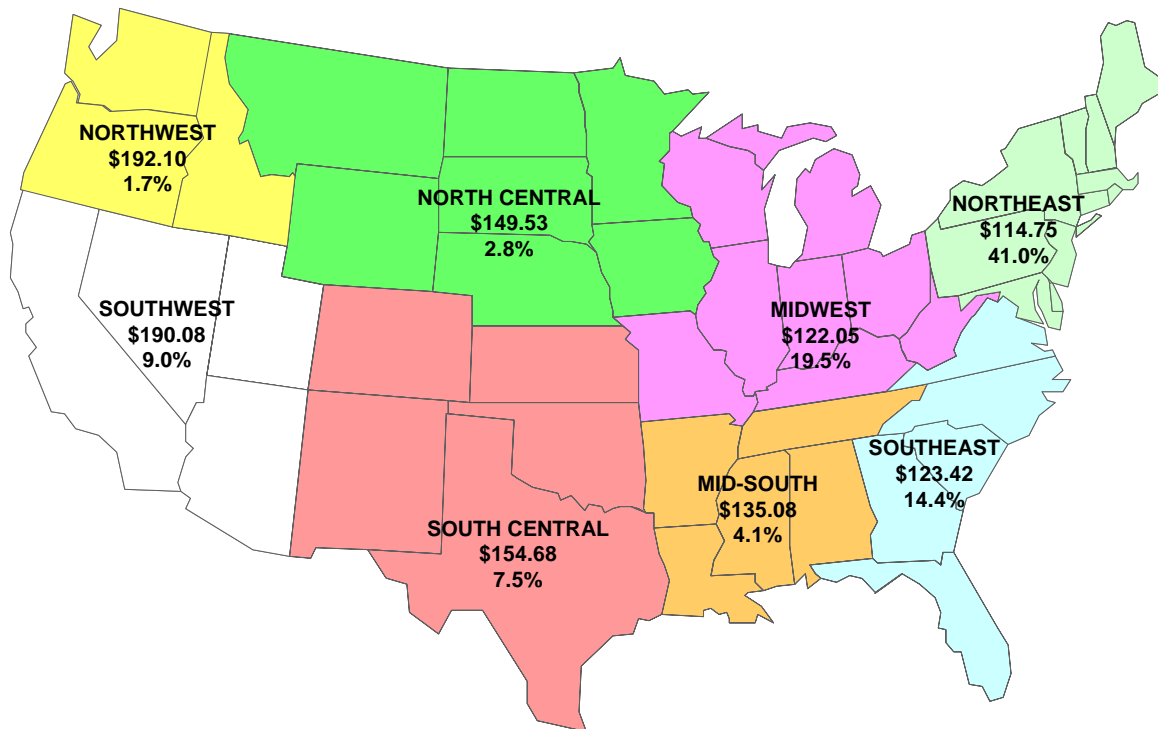 NORTHWEST
$192.10
1.7%
NORTH CENTRAL
$149.53
2.8%
NORTHEAST
$114.75
41.0%
SOUTHWEST
$190.08
9.0%
MIDWEST
$122.05
19.5%
SOUTHEAST
$123.42
14.4%
MID-SOUTH
$135.08
4.1%
SOUTH CENTRAL
$154.68
7.5%